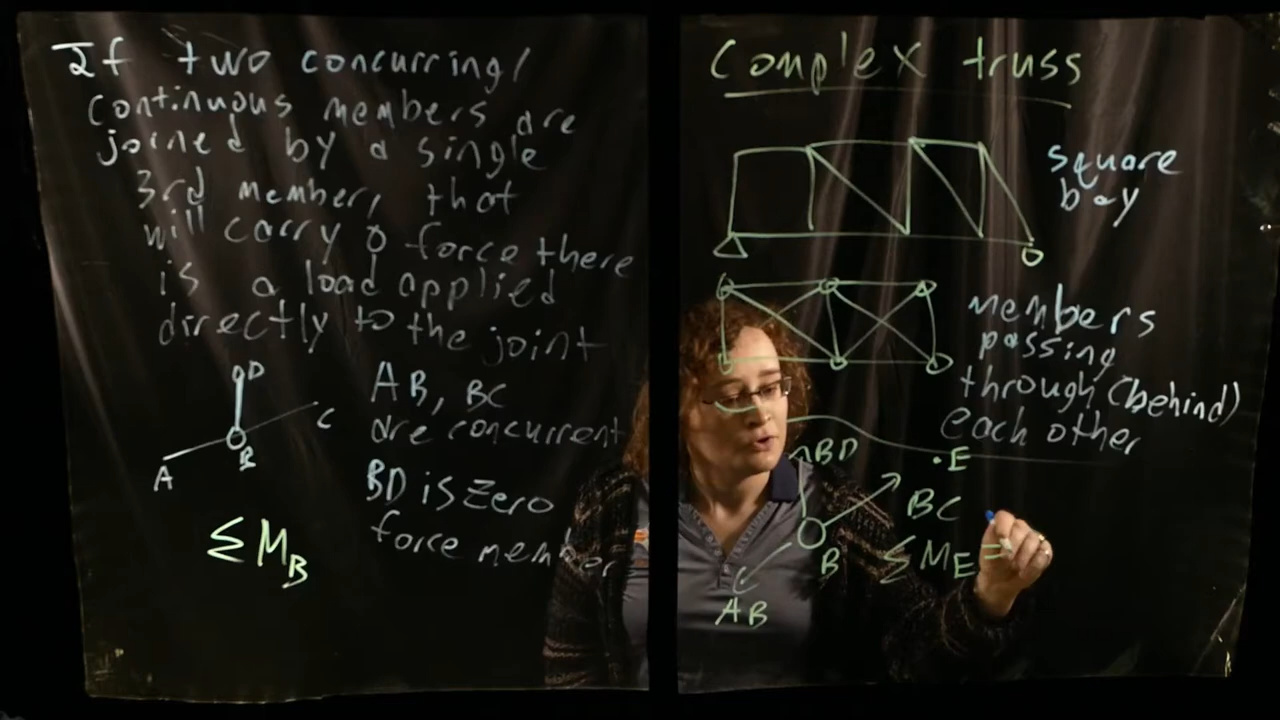 If two concurring/
continuous members are
joined by a single
3rd member, that
will carry 0 force there
is a load applied
directly to the joint
D
C
B
A
AB, BC
are concurrent
BD is zero
force member
ΣM_B
Complex truss
square
bay
members
passing
through (behind)
each other
BD
.E
BC
B
AB
ΣM_E =